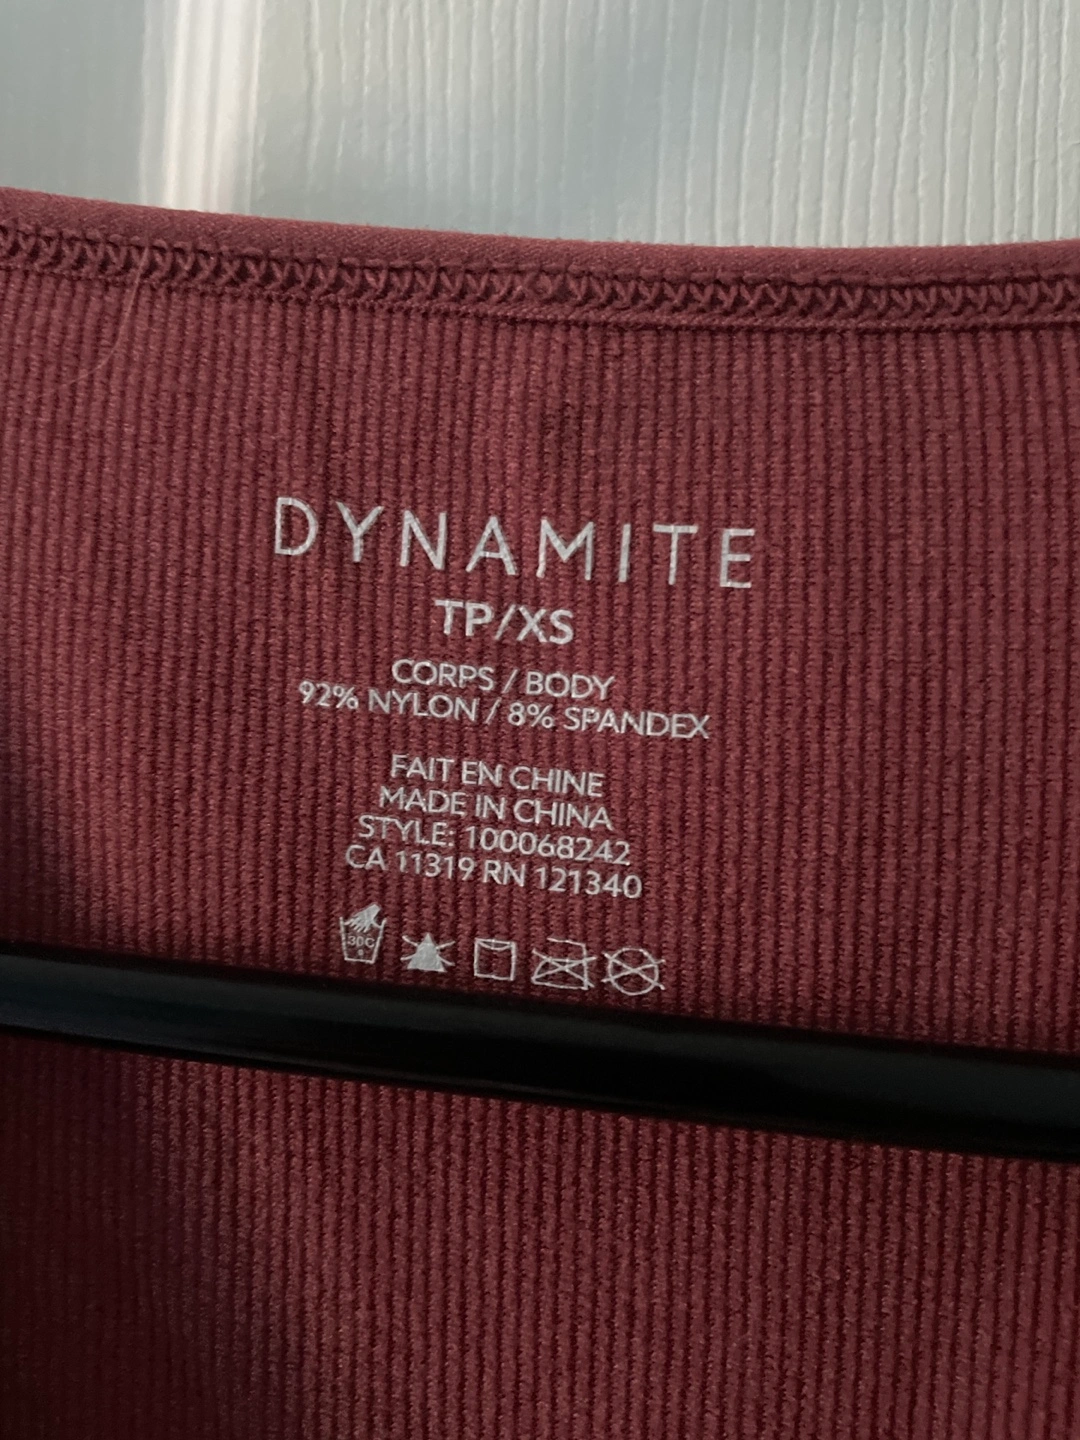 DYNAMITE
TP/XS
CORPS / BODY
92% NYLON / 8% SPANDEX
FAIT EN CHINE
MADE IN CHINA
STYLE: 100068242
CA 11319 RN 121340
30C